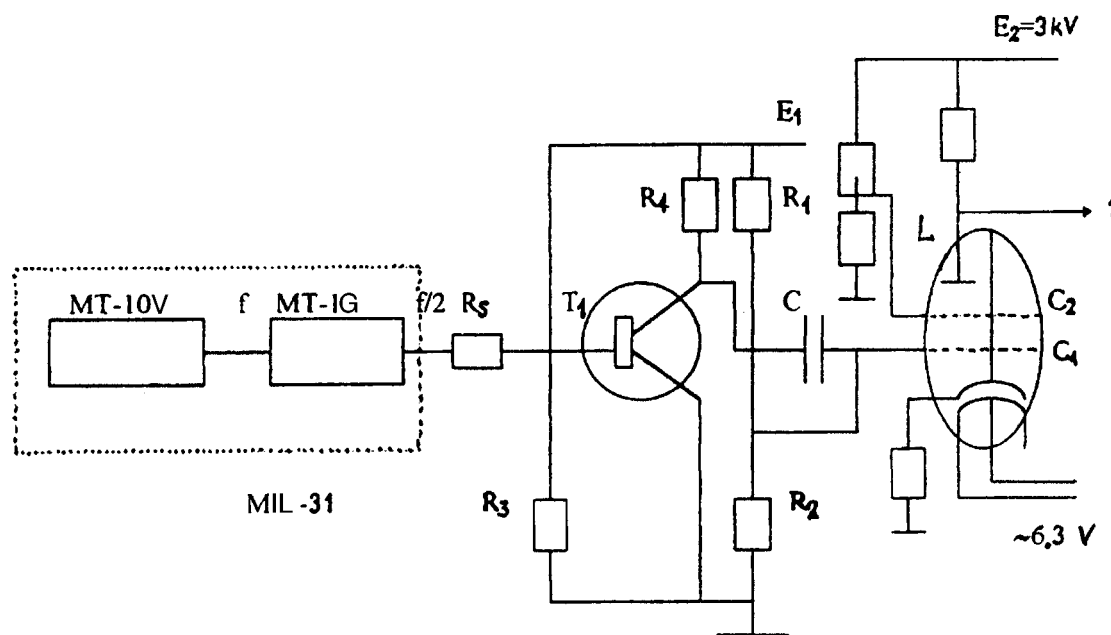 E₂=3kV
E₁
R₄
R₁
L
MT-10V f MT-1G f/2 R₅ T₁ C C₂
C₁
MIL-31
R₃
R₂
~6.3 V